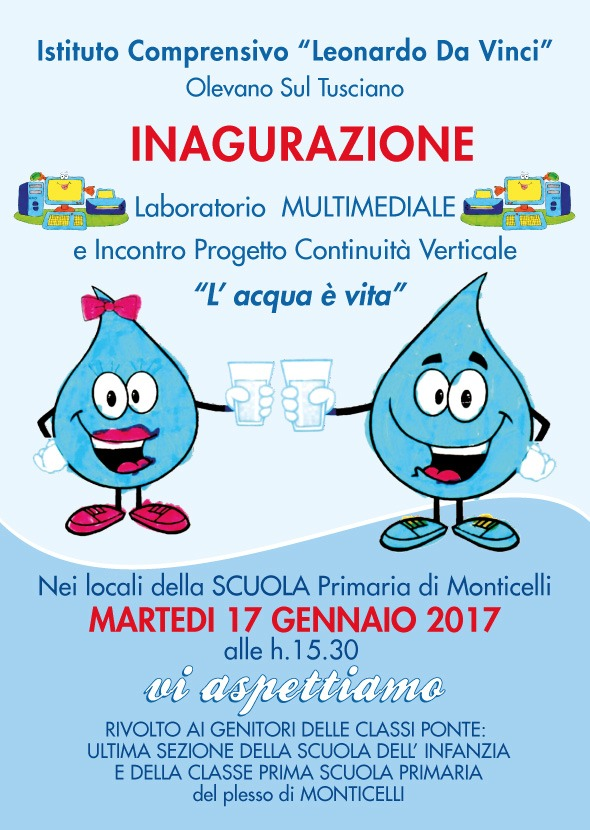 Istituto Comprensivo “Leonardo Da Vinci”
Olevano Sul Tusciano
INAGURAZIONE
Laboratorio MULTIMEDIALE
e Incontro Progetto Continuità Verticale
“L’ acqua è vita”
Nei locali della SCUOLA Primaria di Monticelli
MARTEDI 17 GENNAIO 2017
alle h.15.30
vi aspettiamo
RIVOLTO AI GENITORI DELLE CLASSI PONTE:
ULTIMA SEZIONE DELLA SCUOLA DELL’ INFANZIA
E DELLA CLASSE PRIMA SCUOLA PRIMARIA
del plesso di MONTICELLI